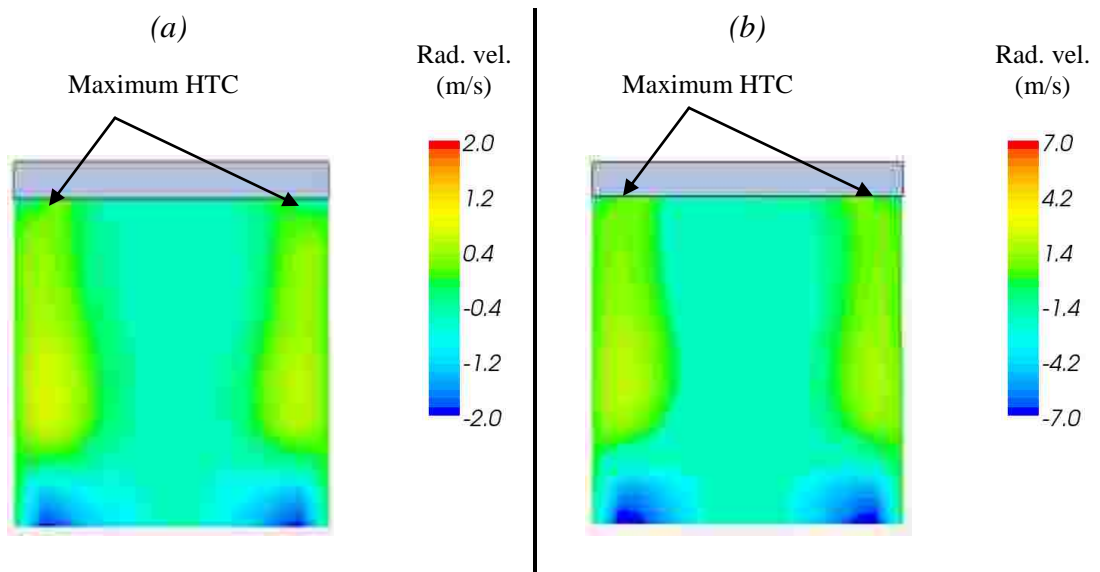 (a)
Rad. vel.
(m/s)
Maximum HTC
2.0
1.2
0.4
-0.4
-1.2
-2.0
(b)
Rad. vel.
(m/s)
Maximum HTC
7.0
4.2
1.4
-1.4
-4.2
-7.0